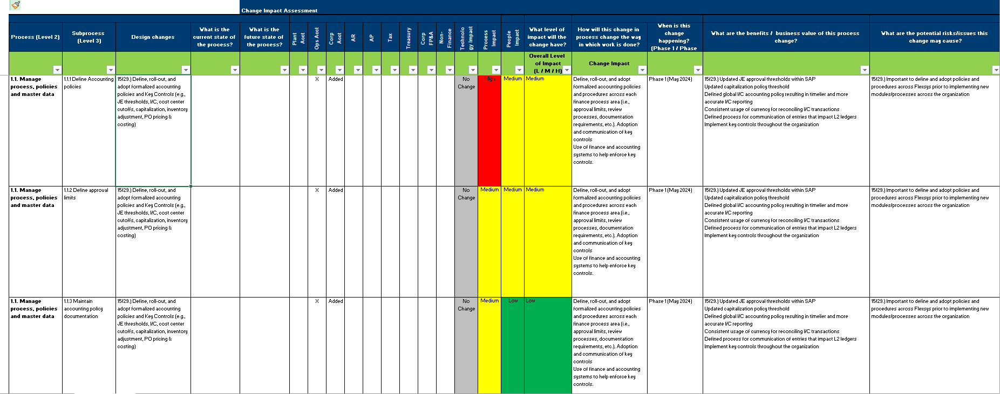 Change Impact Assessment
Process (Level 2)
Subprocess
(Level 3)
Design changes
What is the
current state of
the process?
What is the
future state of
the process?
Plant
Acct
Ops Acct
Corp
Acct
AR
AP
Tax
Treasury
Corp
FP&A
Non-
Finance
Technolo
gy Impact
Process
Impact
People
Impact
What level of
impact will the
change have?
How will this change in
process change the way
in which work is done?
When is this
change
happening?
(Phase 1 / Phase
What are the benefits / business value of this process
change?
What are the potential risks/issues this
change may cause?
Overall Level
of Impact
(L / M / H)
Change Impact
1.1. Manage
process, policies
and master data
1.1.1 Define Accounting
policies
15/29.) Define, roll-out, and
adopt formalized accounting
policies and Key Controls (e.g.,
JE thresholds, I/C, cost center
cutoffs, capitalization, inventory
adjustment, PO pricing &
costing)
X
Added
No
Change
High
Medium
Medium
Define, roll-out, and adopt
formalized accounting policies
and procedures across each
finance process area (i.e.,
approval limits, review
processes, documentation
requirements, etc.). Adoption
and communication of key
controls
Use of finance and accounting
systems to help enforce key
controls.
Phase 1 (May 2024)
15/29.) Updated JE approval thresholds within SAP
Updated capitalization policy threshold
Defined global I/C accounting policy resulting in timelier and more
accurate I/C reporting
Consistent usage of currency for reconciling I/C transactions
Defined process for communication of entries that impact L2 ledgers
Implement key controls throughout the organization
15/29.) Important to define and adopt policies and
procedures across Flexsys prior to implementing new
modules/processes across the organization
1.1. Manage
process, policies
and master data
1.1.2 Define approval
limits
15/29.) Define, roll-out, and
adopt formalized accounting
policies and Key Controls (e.g.,
JE thresholds, I/C, cost center
cutoffs, capitalization, inventory
adjustment, PO pricing &
costing)
X
Added
No
Change
Medium
Medium
Medium
Define, roll-out, and adopt
formalized accounting policies
and procedures across each
finance process area (i.e.,
approval limits, review
processes, documentation
requirements, etc.). Adoption
and communication of key
controls
Use of finance and accounting
systems to help enforce key
controls.
Phase 1 (May 2024)
15/29.) Updated JE approval thresholds within SAP
Updated capitalization policy threshold
Defined global I/C accounting policy resulting in timelier and more
accurate I/C reporting
Consistent usage of currency for reconciling I/C transactions
Defined process for communication of entries that impact L2 ledgers
Implement key controls throughout the organization
15/29.) Important to define and adopt policies and
procedures across Flexsys prior to implementing new
modules/processes across the organization
1.1. Manage
process, policies
and master data
1.1.3 Maintain
accounting policy
documentation
15/29.) Define, roll-out, and
adopt formalized accounting
policies and Key Controls (e.g.,
JE thresholds, I/C, cost center
cutoffs, capitalization, inventory
adjustment, PO pricing &
costing)
X
Added
No
Change
Medium
Low
Low
Define, roll-out, and adopt
formalized accounting policies
and procedures across each
finance process area (i.e.,
approval limits, review
processes, documentation
requirements, etc.). Adoption
and communication of key
controls
Use of finance and accounting
systems to help enforce key
controls.
Phase 1 (May 2024)
15/29.) Updated JE approval thresholds within SAP
Updated capitalization policy threshold
Defined global I/C accounting policy resulting in timelier and more
accurate I/C reporting
Consistent usage of currency for reconciling I/C transactions
Defined process for communication of entries that impact L2 ledgers
Implement key controls throughout the organization
15/29.) Important to define and adopt policies and
procedures across Flexsys prior to implementing new
modules/processes across the organization